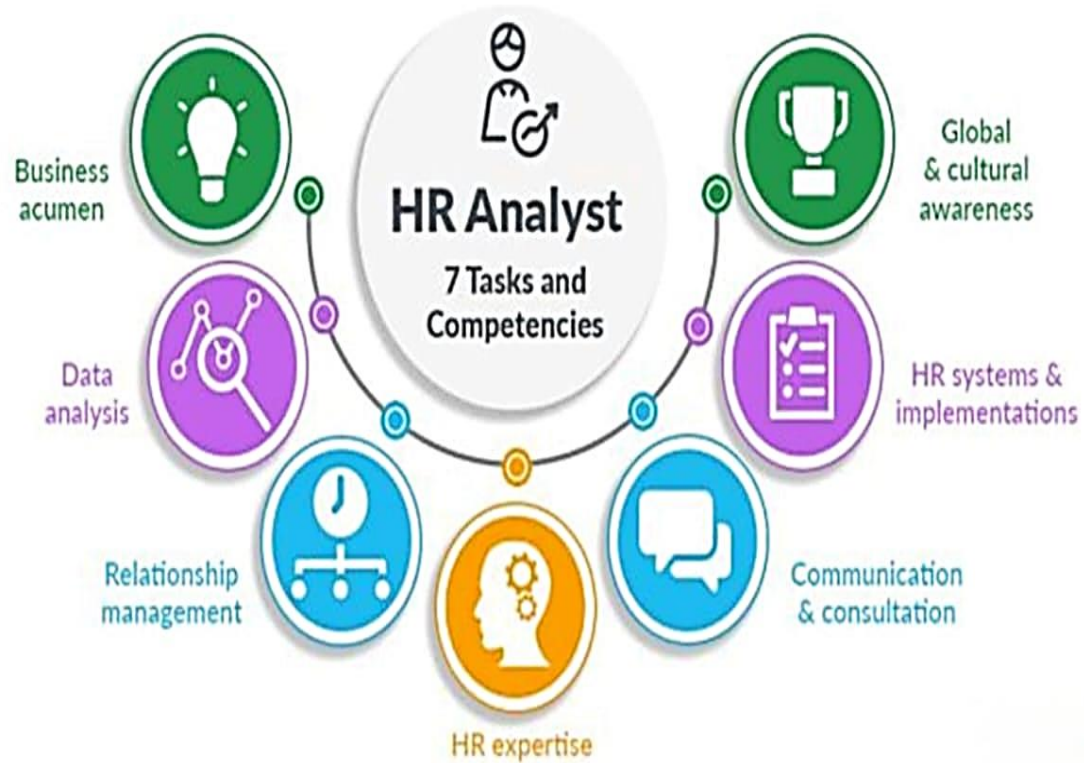 HR Analyst
7 Tasks and
Competencies
Business
acumen
Data
analysis
Relationship
management
HR expertise
Communication
& consultation
HR systems &
implementations
Global
& cultural
awareness